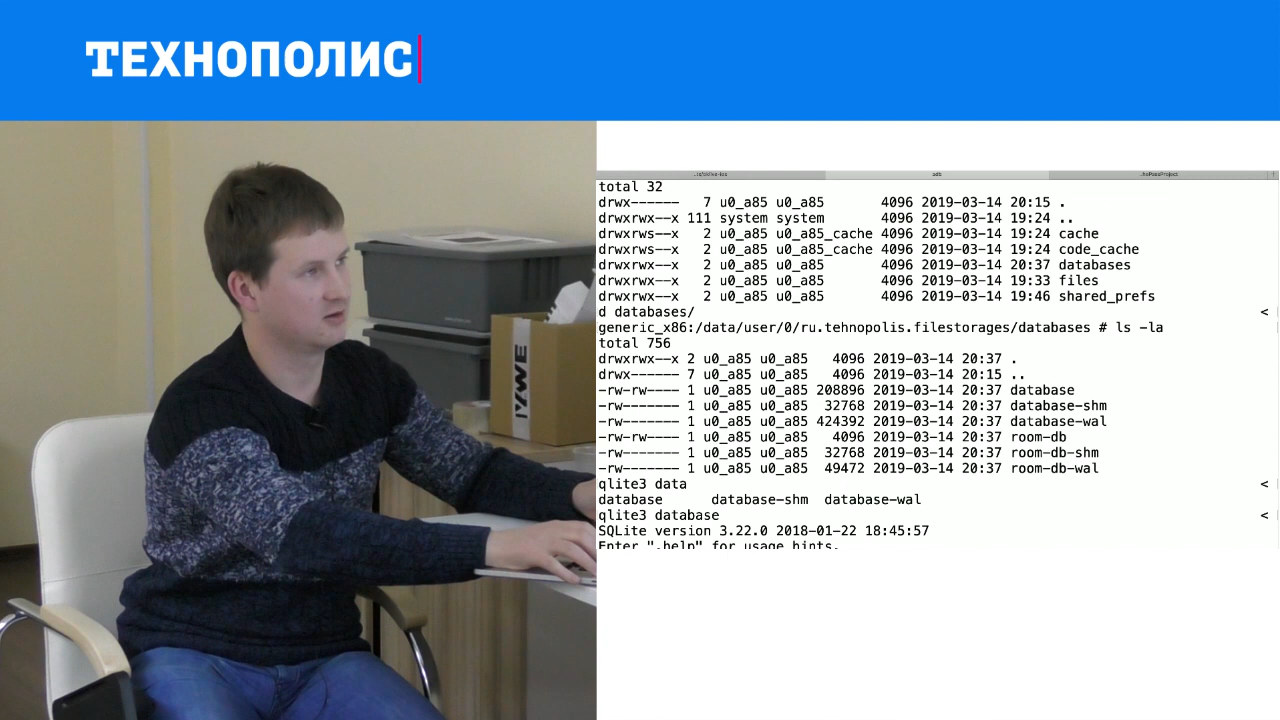 ТЕХНОПОЛИС
adb
total 32
drwx------   7 u0_a85 u0_a85       4096 2019-03-14 20:15 .
drwxrwx--x 111 system system       4096 2019-03-14 19:24 ..
drwxrws--x   2 u0_a85 u0_a85_cache 4096 2019-03-14 19:24 cache
drwxrws--x   2 u0_a85 u0_a85_cache 4096 2019-03-14 19:24 code_cache
drwxrwx--x   2 u0_a85 u0_a85       4096 2019-03-14 20:37 databases
drwxrwx--x   2 u0_a85 u0_a85       4096 2019-03-14 19:33 files
drwxrwx--x   2 u0_a85 u0_a85       4096 2019-03-14 19:46 shared_prefs
d databases/ <
generic_x86:/data/user/0/ru.tehnopolis.filestorages/databases # ls -la
total 756
drwxrwx--x 2 u0_a85 u0_a85   4096 2019-03-14 20:37 .
drwx------ 7 u0_a85 u0_a85   4096 2019-03-14 20:15 ..
-rw-rw---- 1 u0_a85 u0_a85 208896 2019-03-14 20:37 database
-rw------- 1 u0_a85 u0_a85  32768 2019-03-14 20:37 database-shm
-rw------- 1 u0_a85 u0_a85 424392 2019-03-14 20:37 database-wal
-rw-rw---- 1 u0_a85 u0_a85   4096 2019-03-14 20:37 room-db
-rw------- 1 u0_a85 u0_a85  32768 2019-03-14 20:37 room-db-shm
-rw------- 1 u0_a85 u0_a85  49472 2019-03-14 20:37 room-db-wal
qlite3 data <
database      database-shm  database-wal
qlite3 database <
SQLite version 3.22.0 2018-01-22 18:45:57
Enter ".help" for usage hints.